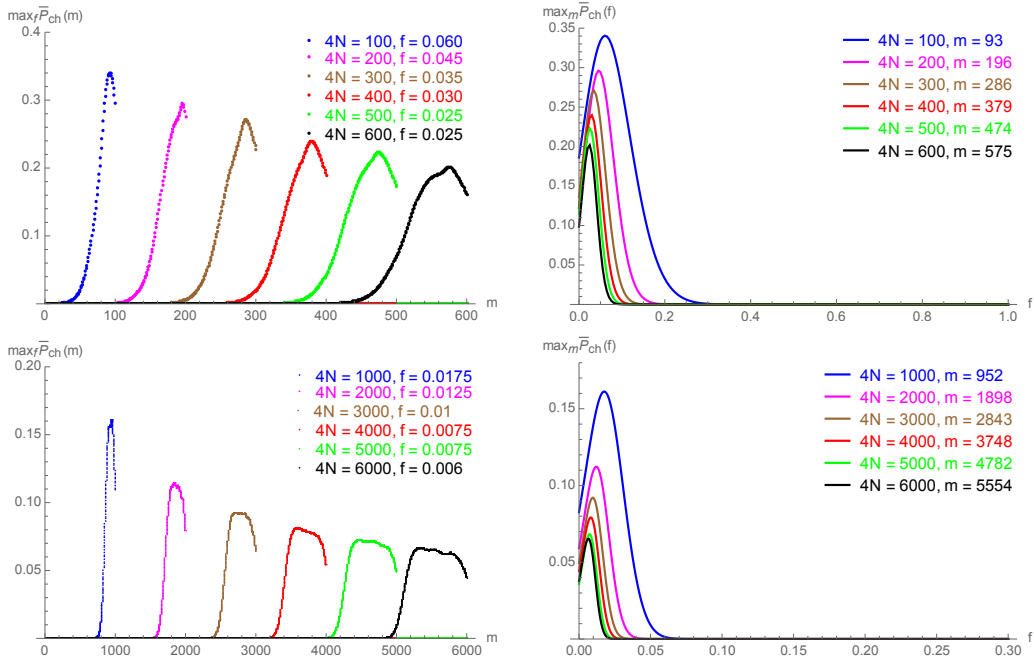 max_f P̅_ch(m)
0.4
0.3
0.2
0.1
0
100
200
300
400
500
600
m
4N = 100, f = 0.060
4N = 200, f = 0.045
4N = 300, f = 0.035
4N = 400, f = 0.030
4N = 500, f = 0.025
4N = 600, f = 0.025
max_m P̅_ch(f)
0.35
0.30
0.25
0.20
0.15
0.10
0.05
0.0
0.2
0.4
0.6
0.8
1.0
f
4N = 100, m = 93
4N = 200, m = 196
4N = 300, m = 286
4N = 400, m = 379
4N = 500, m = 474
4N = 600, m = 575
max_f P̅_ch(m)
0.20
0.15
0.10
0.05
0
1000
2000
3000
4000
5000
6000
m
4N = 1000, f = 0.0175
4N = 2000, f = 0.0125
4N = 3000, f = 0.01
4N = 4000, f = 0.0075
4N = 5000, f = 0.0075
4N = 6000, f = 0.006
max_m P̅_ch(f)
0.15
0.10
0.05
0.00
0.05
0.10
0.15
0.20
0.25
0.30
f
4N = 1000, m = 952
4N = 2000, m = 1898
4N = 3000, m = 2843
4N = 4000, m = 3748
4N = 5000, m = 4782
4N = 6000, m = 5554